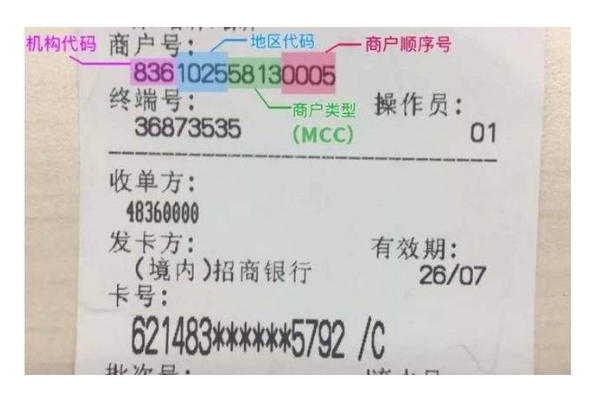 机构代码 商户号: 地区代码 商户顺序号
836102558130005
终端号: 商户类型 操作员:
36873535 (MCC) 01
收单方:
48360000
发卡方: 有效期:
(境内)招商银行 26/07
卡号:
621483******5792 /C